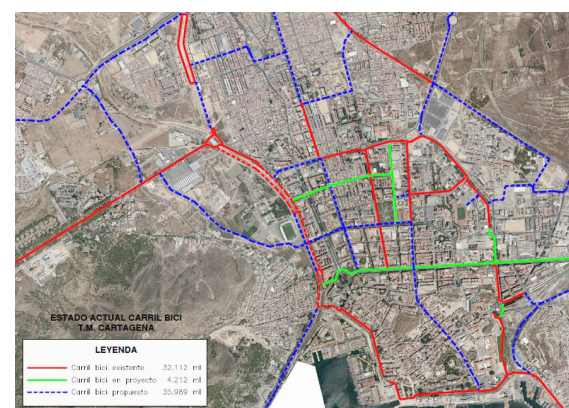 ESTADO ACTUAL CARRIL BICI
T.M. CARTAGENA
LEYENDA
Carril bici existente 32.112 ml
Carril bici en proyecto 4.212 ml
Carril bici propuesto 35.989 ml